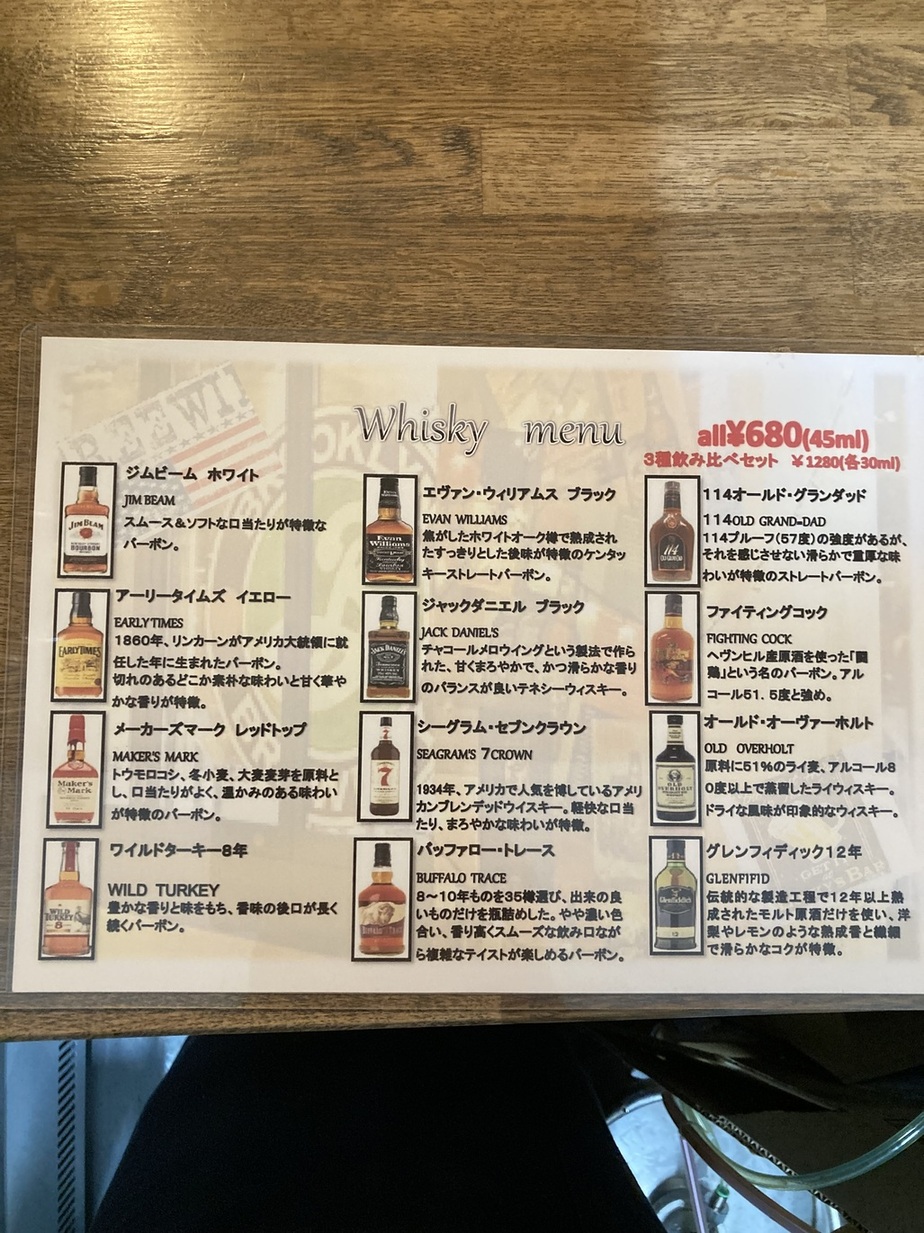 Whisky menu
all¥680(45ml)
3種飲み比べセット ¥1280(各30ml)
ジムビーム ホワイト
JIM BEAM
スムース&ソフトな口当たりが特徴な
バーボン。
アーリータイムズ イエロー
EARLY TIMES
1860年、リンカーンがアメリカ大統領に就
任した年に生まれたバーボン。
切れのあるどこか素朴な味わいと甘く華や
かな香りが特徴。
メーカーズマーク レッドトップ
MAKER'S MARK
トウモロコシ、冬小麦、大麦麦芽を原料と
し、口当たりがよく、温かみのある味わい
が特徴のバーボン。
ワイルドターキー8年
WILD TURKEY
豊かな香りと味をもち、香味の後口が長く
続くバーボン。
エヴァン・ウィリアムス ブラック
EVAN WILLIAMS
焦がしたホワイトオーク樽で熟成され
たすっきりとした後味が特徴のケンタッ
キーストレートバーボン。
ジャックダニエル ブラック
JACK DANIEL'S
チャコールメロウイングという製法で作ら
れた、甘くまろやかで、かつ滑らかな香り
のバランスが良いテネシーウィスキー。
シーグラム・セブンクラウン
SEAGRAM'S 7CROWN
1934年、アメリカで人気を博しているアメリ
カンブレンデッドウイスキー。軽快な口当
たり、まろやかな味わいが特徴。
バッファロー・トレース
BUFFALO TRACE
8〜10年ものを35樽選び、出来の良
いものだけを瓶詰めした。やや濃い色
合い、香り高くスムーズな飲み口なが
ら複雑なテイストが楽しめるバーボン。
114オールド・グランダッド
114OLD GRAND-DAD
114プルーフ(57度)の強度があるが、
それを感じさせない滑らかで重厚な味
わいが特徴のストレートバーボン。
ファイティングコック
FIGHTING COCK
ヘヴンヒル産原酒を使った「闘
鶏」という名のバーボン。アル
コール51.5度と強め。
オールド・オーヴァーホルト
OLD OVERHOLT
原料に51%のライ麦、アルコール8
0度以上で蒸留したライウィスキー。
ドライな風味が印象的なウィスキー。
グレンフィディック12年
GLENFIFID
伝統的な製造工程で12年以上熟
成されたモルト原酒だけを使い、洋
梨やレモンのような熟成香と繊細
で滑らかなコクが特徴。
JIM BEAM
BOURBON
EARLY TIMES
Maker's
Mark
WILD
TURKEY
8
Evan
Williams
JACK DANIEL'S
7
BUFFALO TRACE
114
OLD
OVERHOLT
Glenfiddich
12
BAR